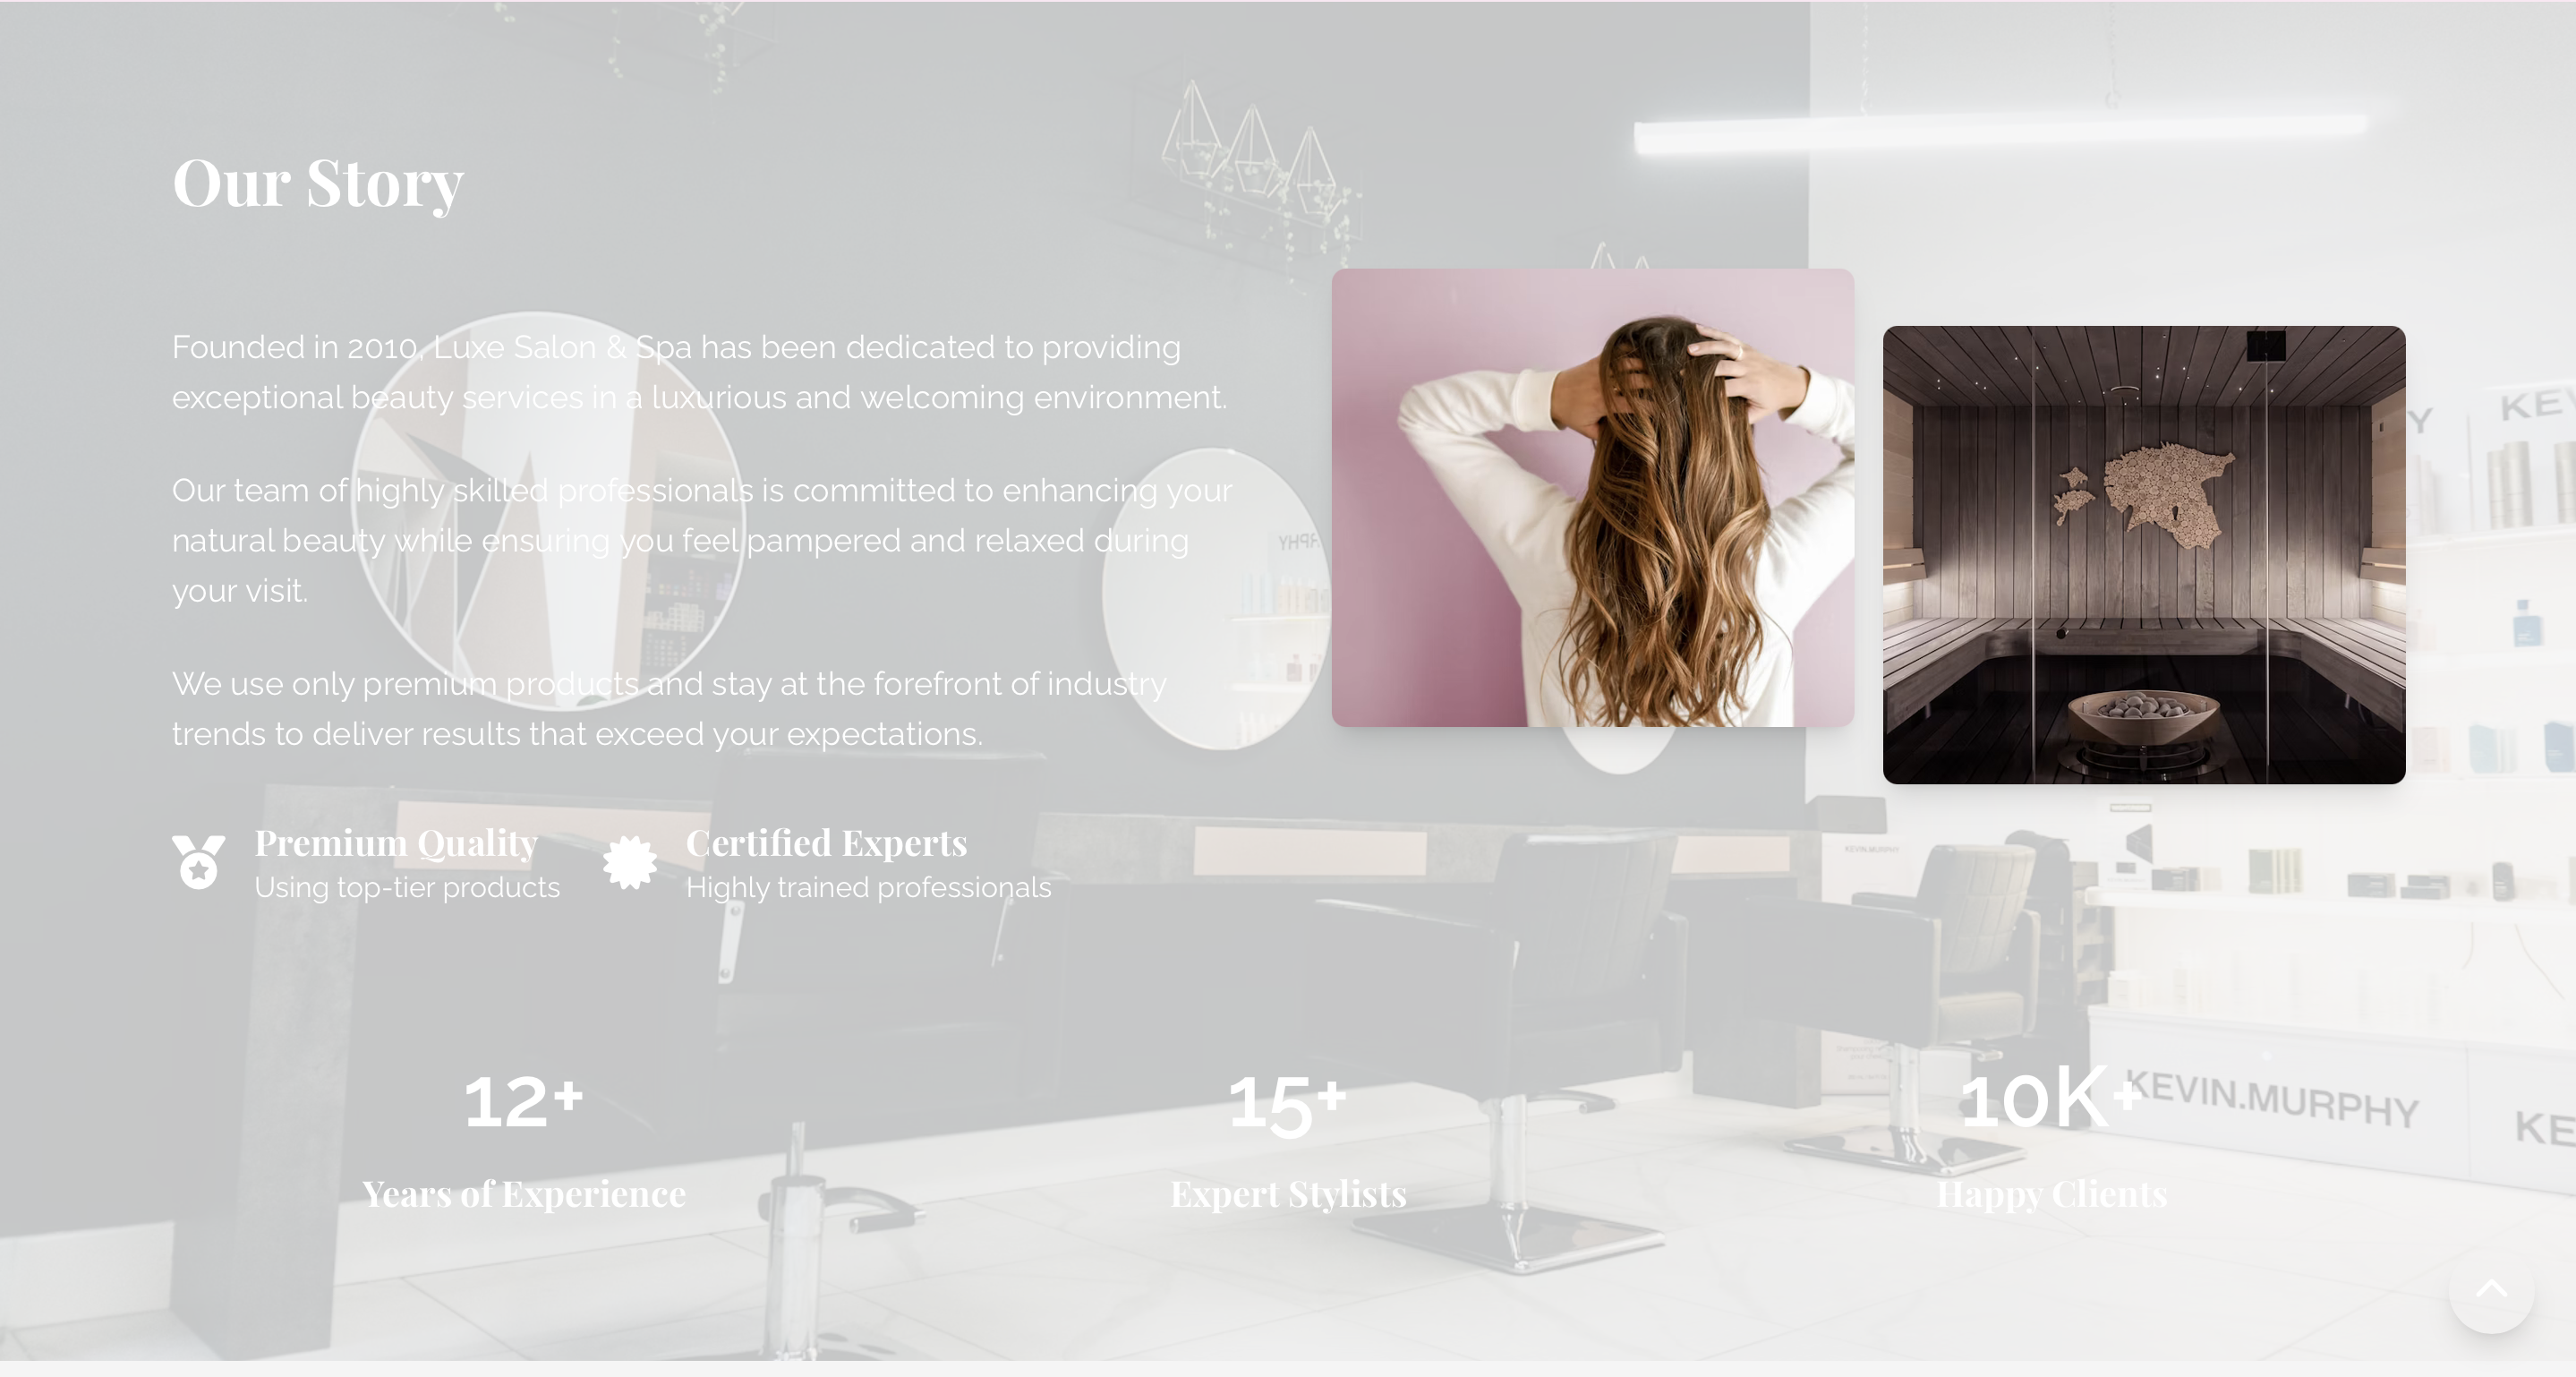 Our Story
Founded in 2010, Luxe Salon & Spa has been dedicated to providing
exceptional beauty services in a luxurious and welcoming environment.
Our team of highly skilled professionals is committed to enhancing your
natural beauty while ensuring you feel pampered and relaxed during
your visit.
We use only premium products and stay at the forefront of industry
trends to deliver results that exceed your expectations.
Premium Quality
Using top-tier products
Certified Experts
Highly trained professionals
12+
Years of Experience
15+
Expert Stylists
10K+
Happy Clients
KEVIN.MURPHY
KE
Y
KEV
KEVIN.MURPHY